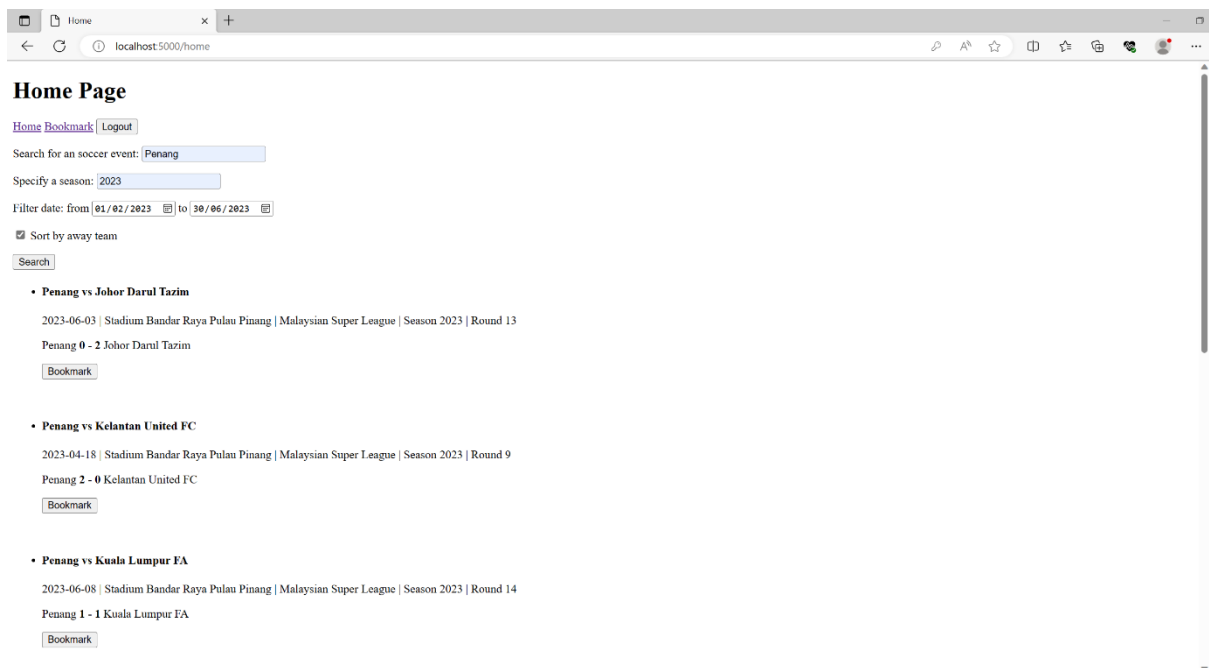 Home
localhost:5000/home
Home Page
Home Bookmark Logout
Search for an soccer event: Penang
Specify a season: 2023
Filter date: from 01/02/2023 to 30/06/2023
Sort by away team
Search
• Penang vs Johor Darul Tazim
2023-06-03 | Stadium Bandar Raya Pulau Pinang | Malaysian Super League | Season 2023 | Round 13
Penang 0 - 2 Johor Darul Tazim
Bookmark
• Penang vs Kelantan United FC
2023-04-18 | Stadium Bandar Raya Pulau Pinang | Malaysian Super League | Season 2023 | Round 9
Penang 2 - 0 Kelantan United FC
Bookmark
• Penang vs Kuala Lumpur FA
2023-06-08 | Stadium Bandar Raya Pulau Pinang | Malaysian Super League | Season 2023 | Round 14
Penang 1 - 1 Kuala Lumpur FA
Bookmark